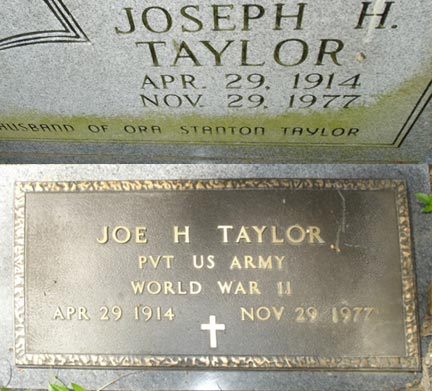 JOSEPH H.
TAYLOR
APR. 29, 1914
NOV. 29, 1977
HUSBAND OF ORA STANTON TAYLOR
JOE H TAYLOR
PVT US ARMY
WORLD WAR II
APR 29 1914 NOV 29 1977